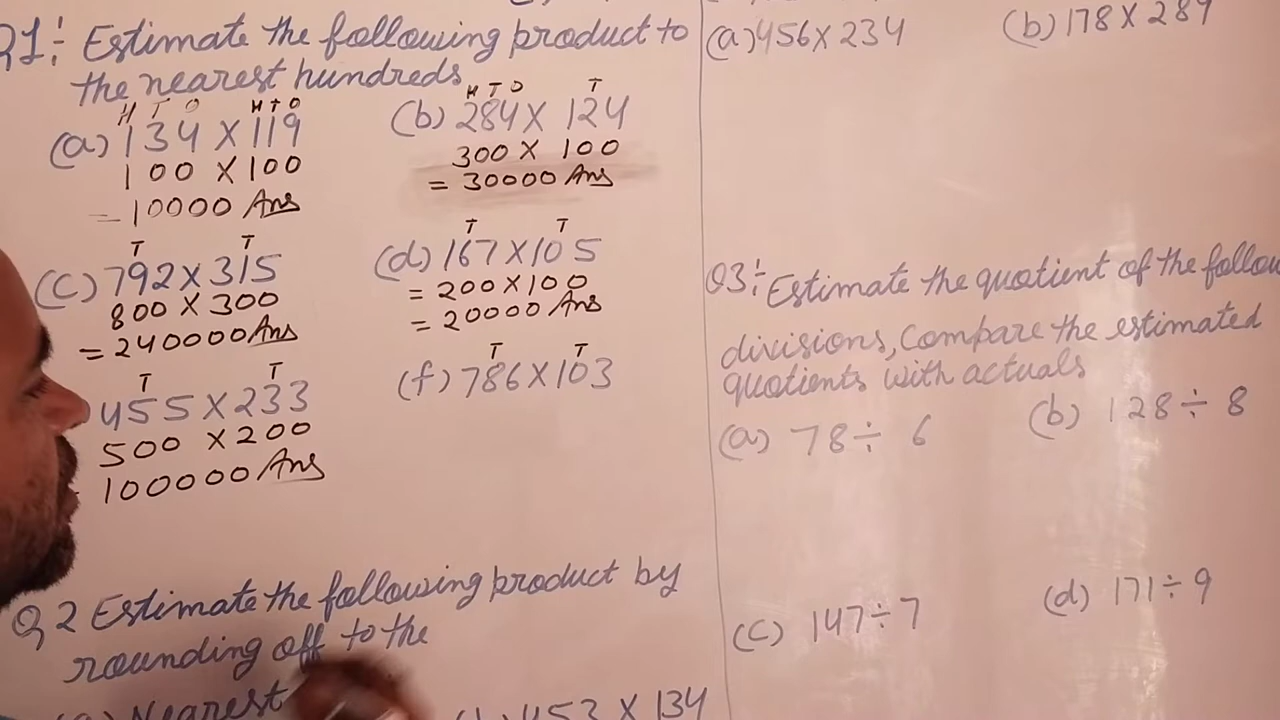 Q1:- Estimate the following product to
the nearest hundreds
H T O H T O
(a) 134 X 119
100 X 100
= 10000 Ans
H T O T
(b) 284 X 124
300 X 100
= 30000 Ans
T T
(C) 792 X 315
800 X 300
= 240000 Ans
T T
(d) 167 X 105
= 200 X 100
= 20000 Ans
T T
455 X 233
500 X 200
100000 Ans
T T
(f) 786 X 103
Q2 Estimate the following product by
rounding off to the
Nearest
453 X 134
(a) 456 X 234
(b) 178 X 289
Q3:- Estimate the quotient of the follow
divisions, Compare the estimated
quotients with actuals
(a) 78 ÷ 6
(b) 128 ÷ 8
(C) 147 ÷ 7
(d) 171 ÷ 9